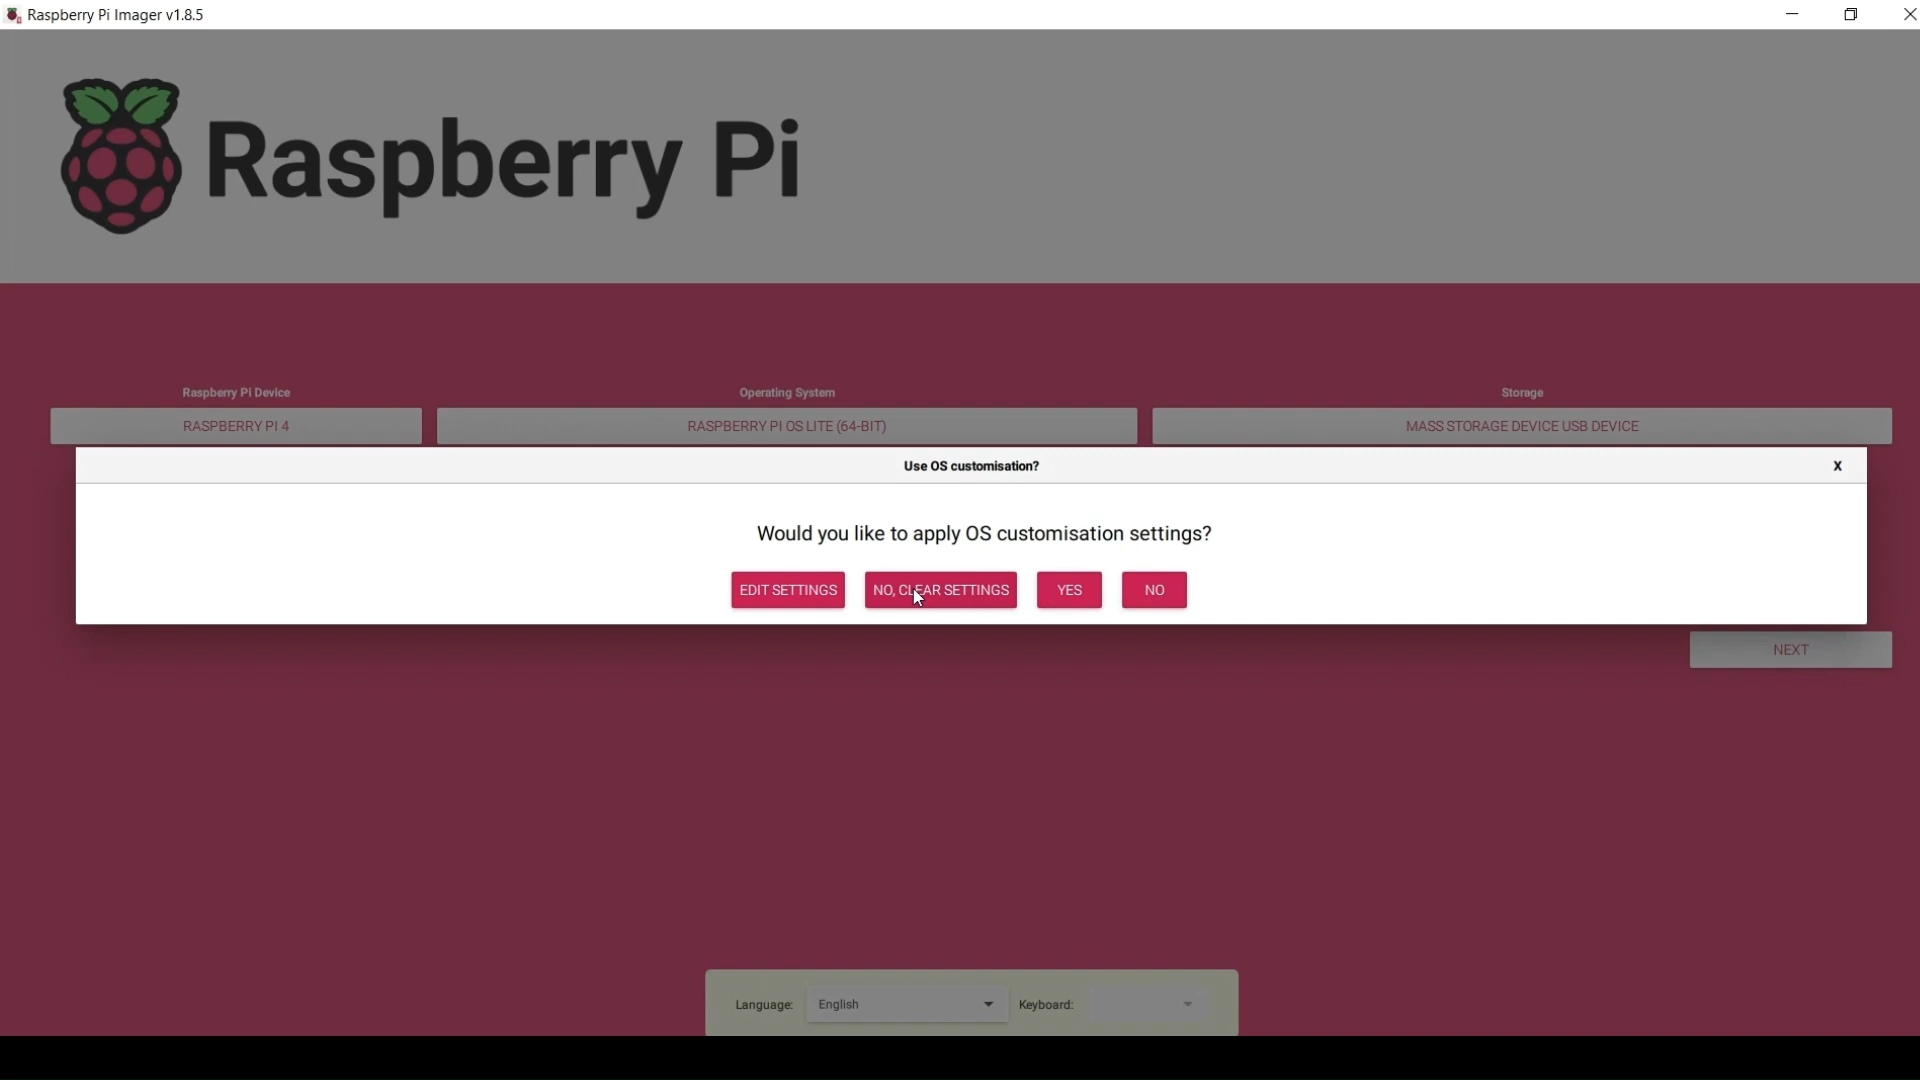 Raspberry Pi Imager v1.8.5
Raspberry Pi
Raspberry Pi Device Operating System Storage
RASPBERRY PI 4 RASPBERRY PI OS LITE (64-BIT) MASS STORAGE DEVICE USB DEVICE
Use OS customisation? X
Would you like to apply OS customisation settings?
EDIT SETTINGS NO, CLEAR SETTINGS YES NO
NEXT
Language: English Keyboard: